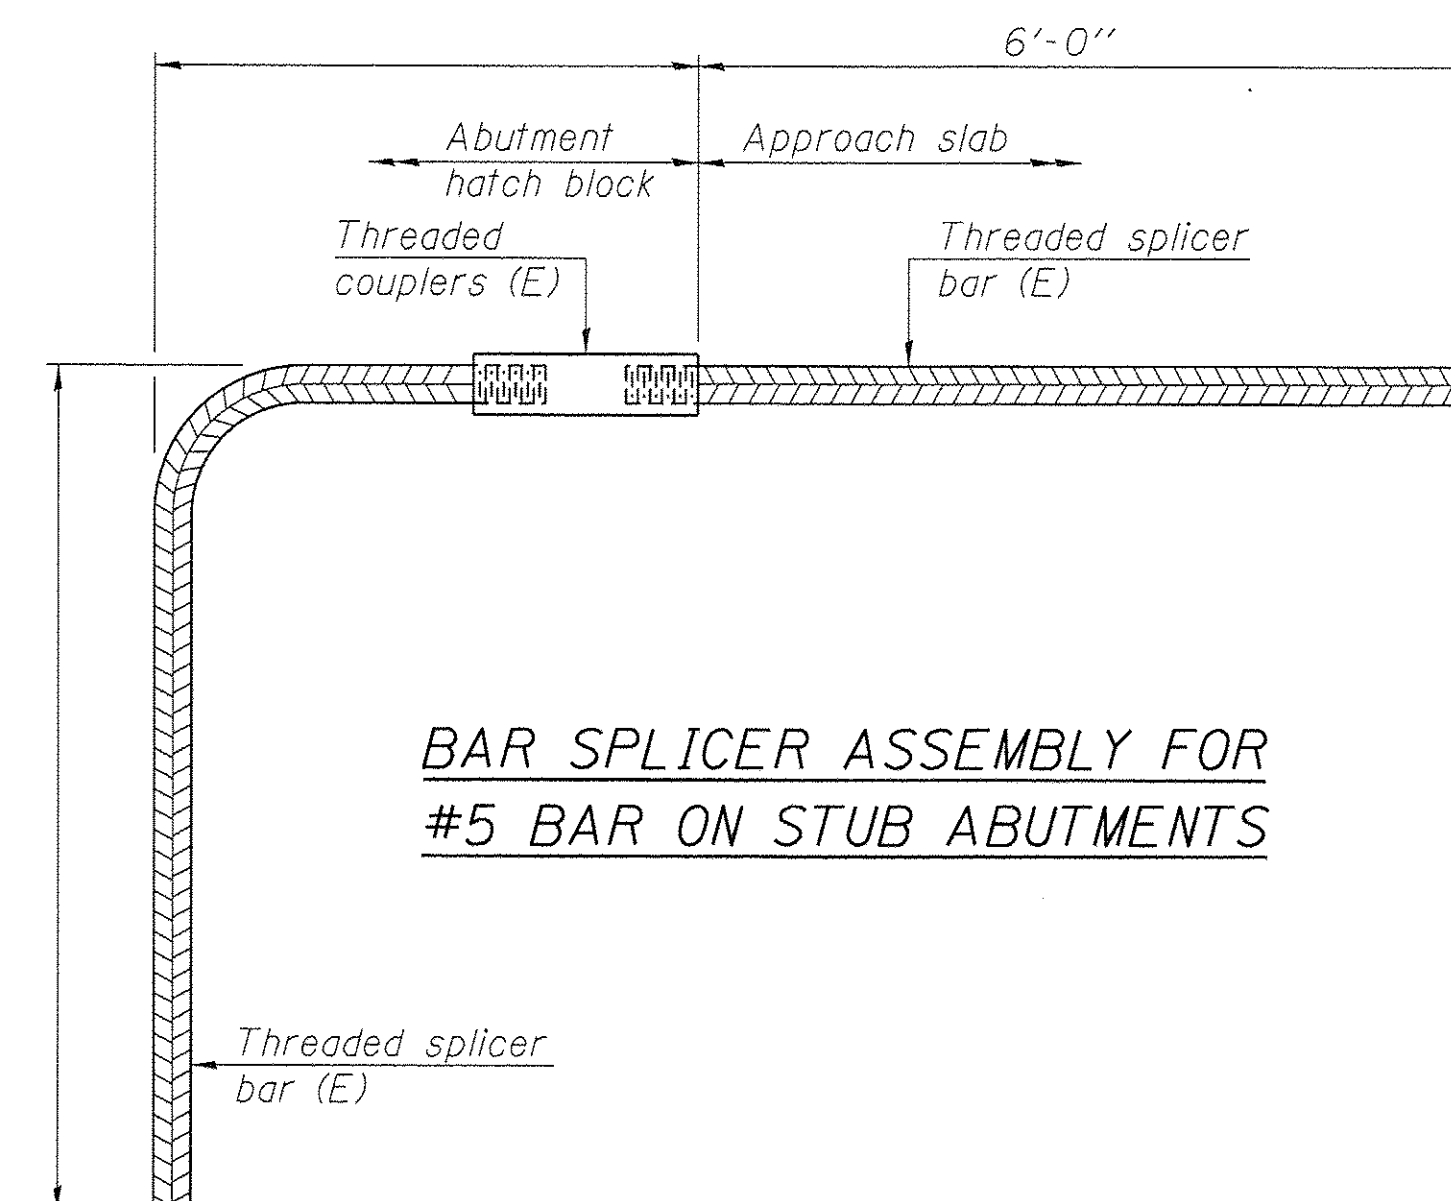 6'-0"
Abutment
hatch block
Approach slab
Threaded
couplers (E)
Threaded splicer
bar (E)
BAR SPLICER ASSEMBLY FOR
#5 BAR ON STUB ABUTMENTS
Threaded splicer
bar (E)